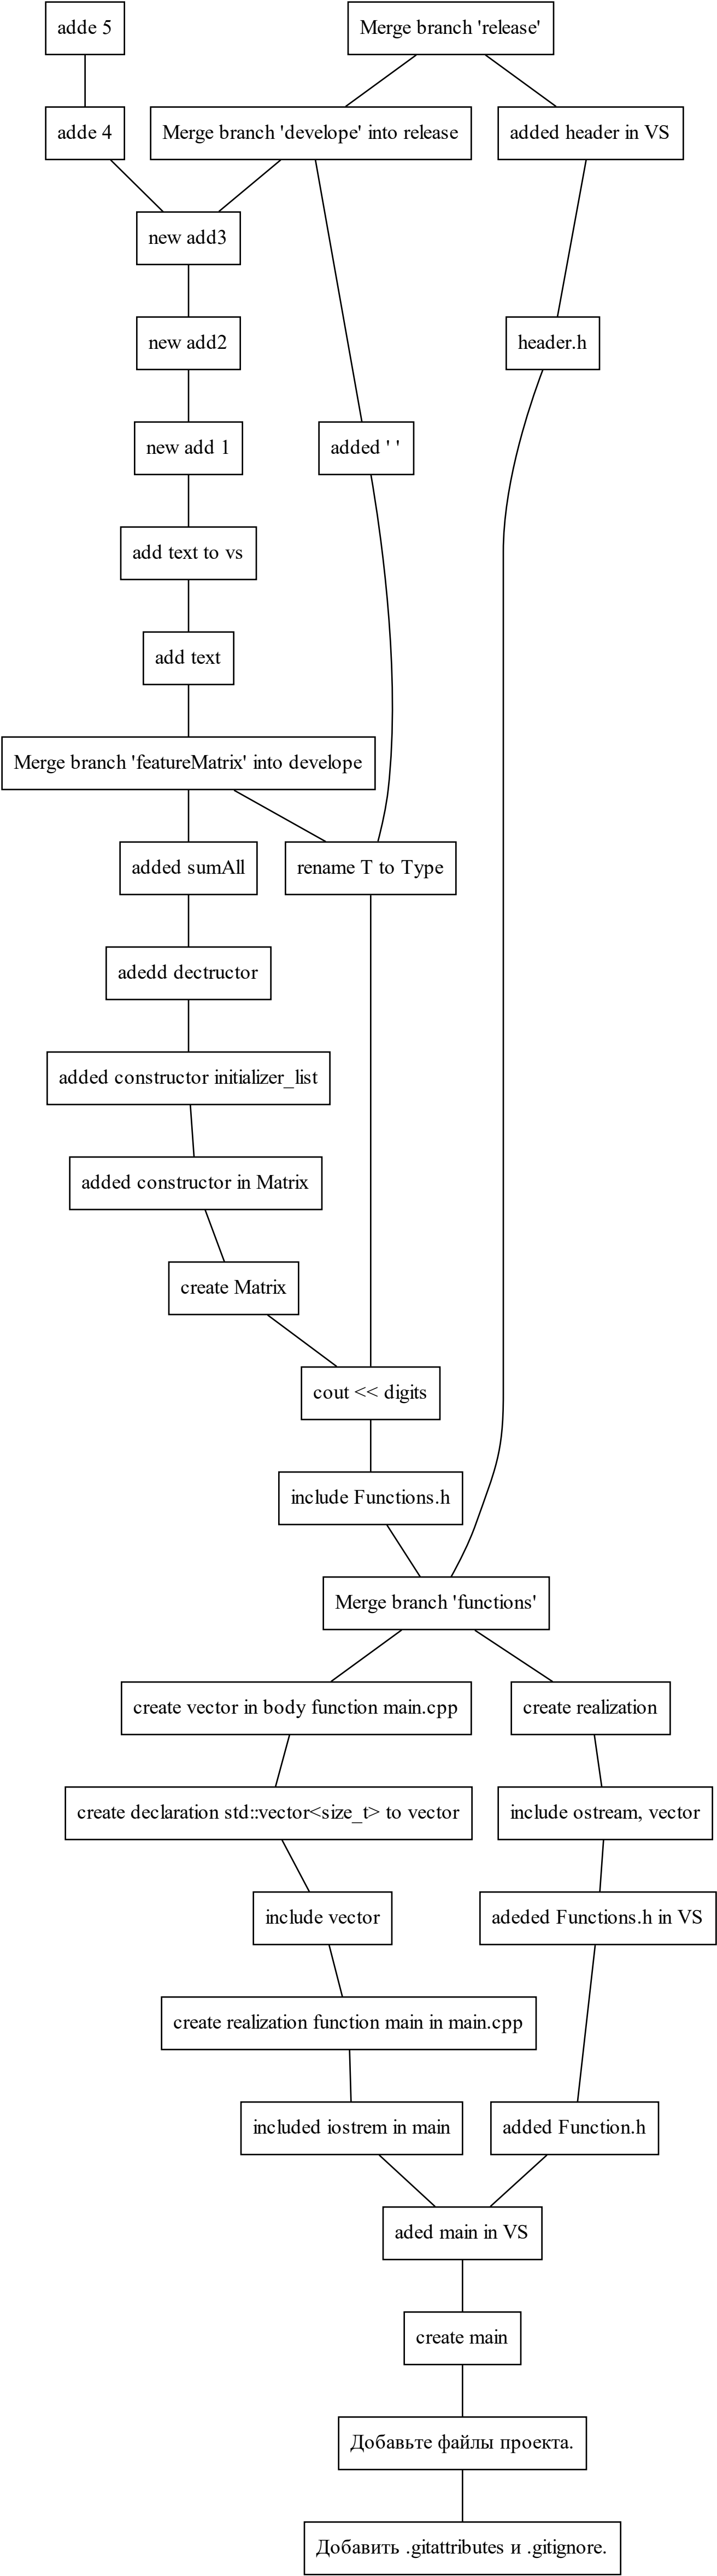 adde 5
Merge branch 'release'
adde 4
Merge branch 'develope' into release
added header in VS
new add3
new add2
header.h
new add 1
added ' '
add text to vs
add text
Merge branch 'featureMatrix' into develope
added sumAll
rename T to Type
adedd dectructor
added constructor initializer_list
added constructor in Matrix
create Matrix
cout << digits
include Functions.h
Merge branch 'functions'
create vector in body function main.cpp
create realization
create declaration std::vector<size_t> to vector
include ostream, vector
include vector
adeded Functions.h in VS
create realization function main in main.cpp
included iostrem in main
added Function.h
aded main in VS
create main
Добавьте файлы проекта.
Добавить .gitattributes и .gitignore.